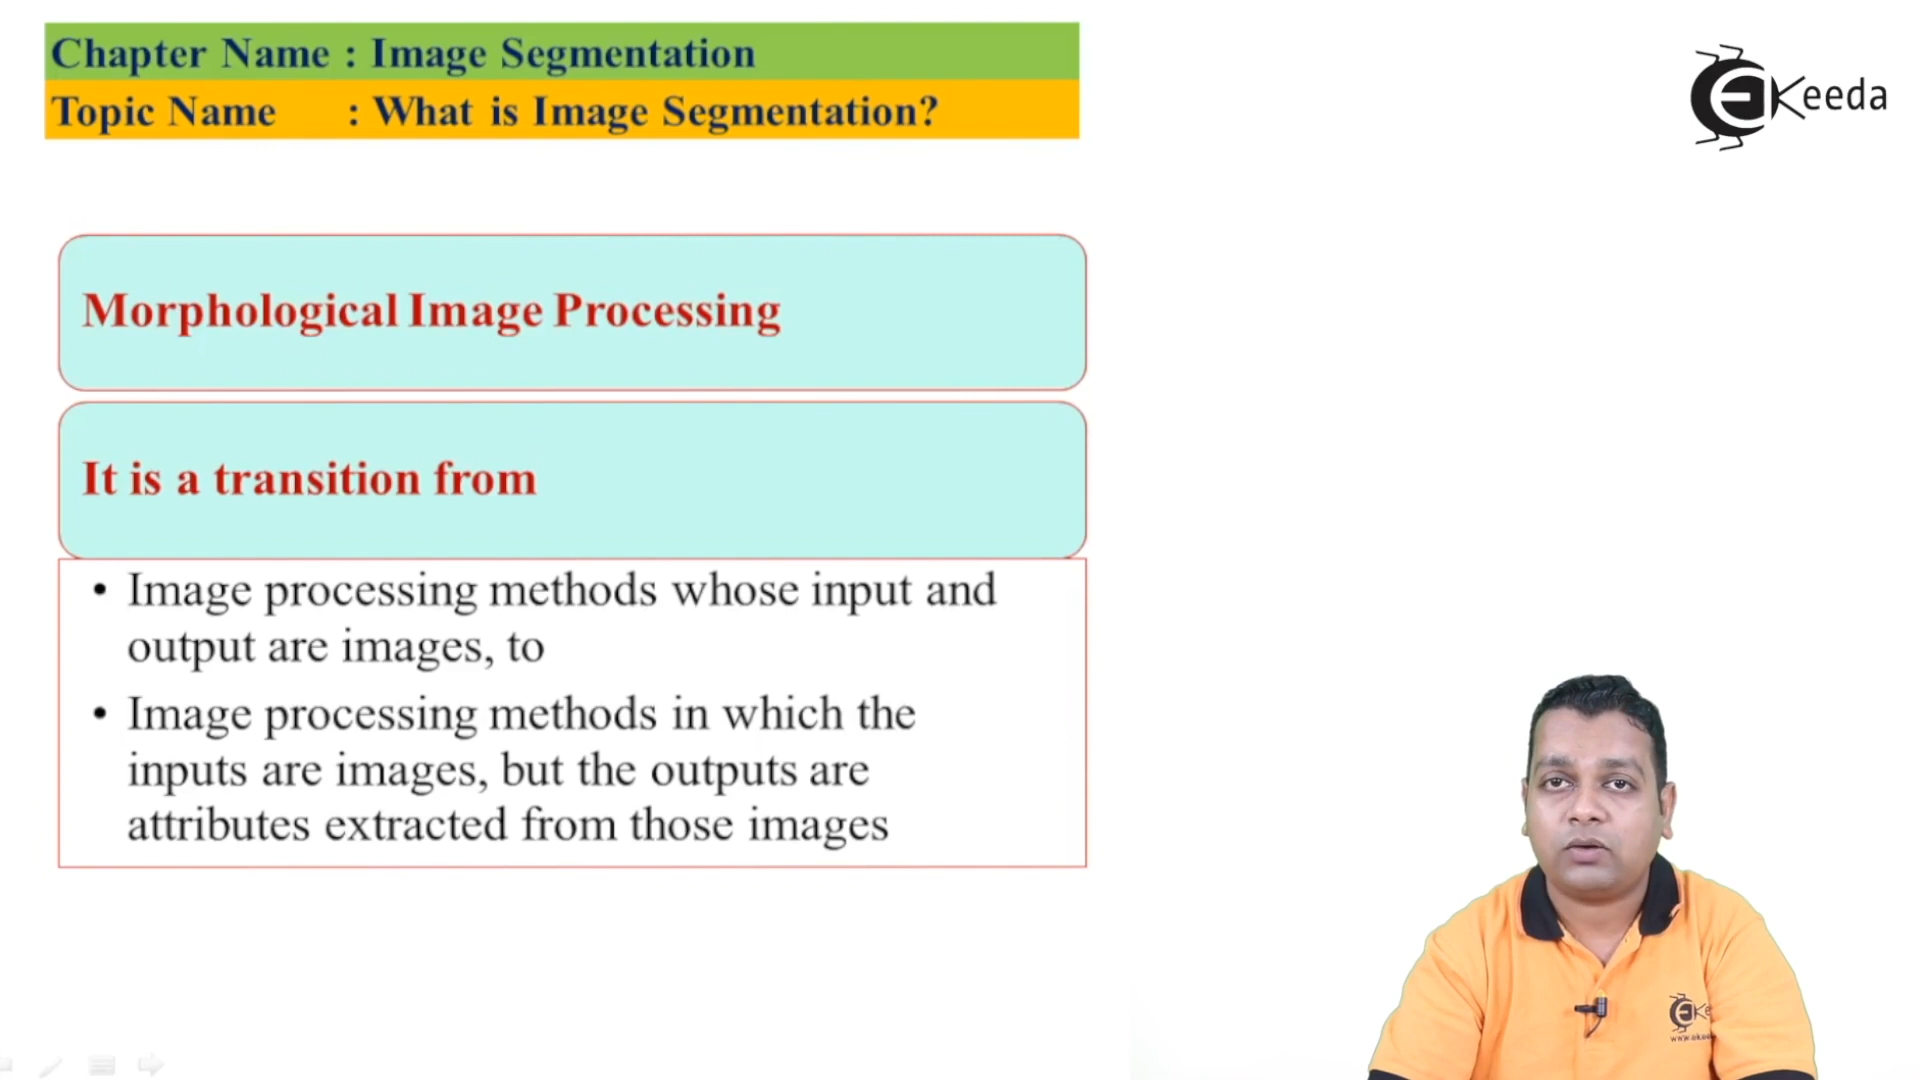 Chapter Name : Image Segmentation
Topic Name : What is Image Segmentation?
Keeda
Morphological Image Processing
It is a transition from
• Image processing methods whose input and
output are images, to
• Image processing methods in which the
inputs are images, but the outputs are
attributes extracted from those images